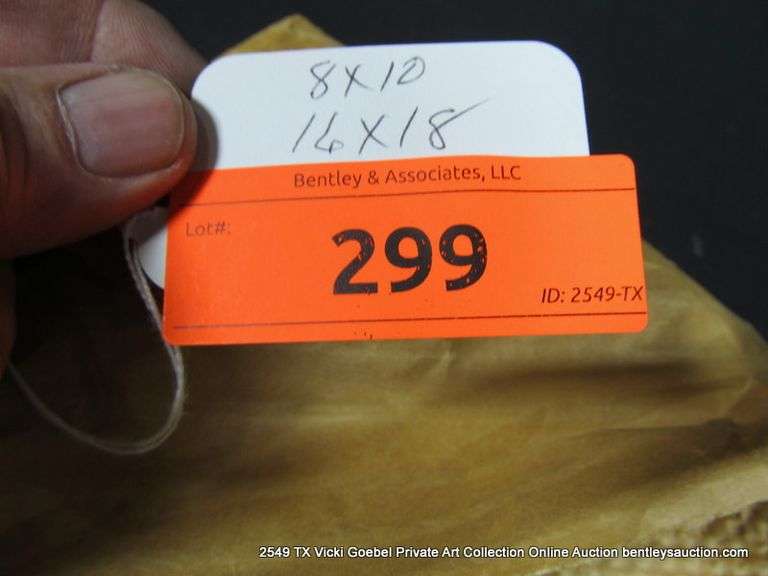 8X10
16X18
Bentley & Associates, LLC
Lot#:
299
ID: 2549-TX
2549 TX Vicki Goebel Private Art Collection Online Auction bentleysauction.com